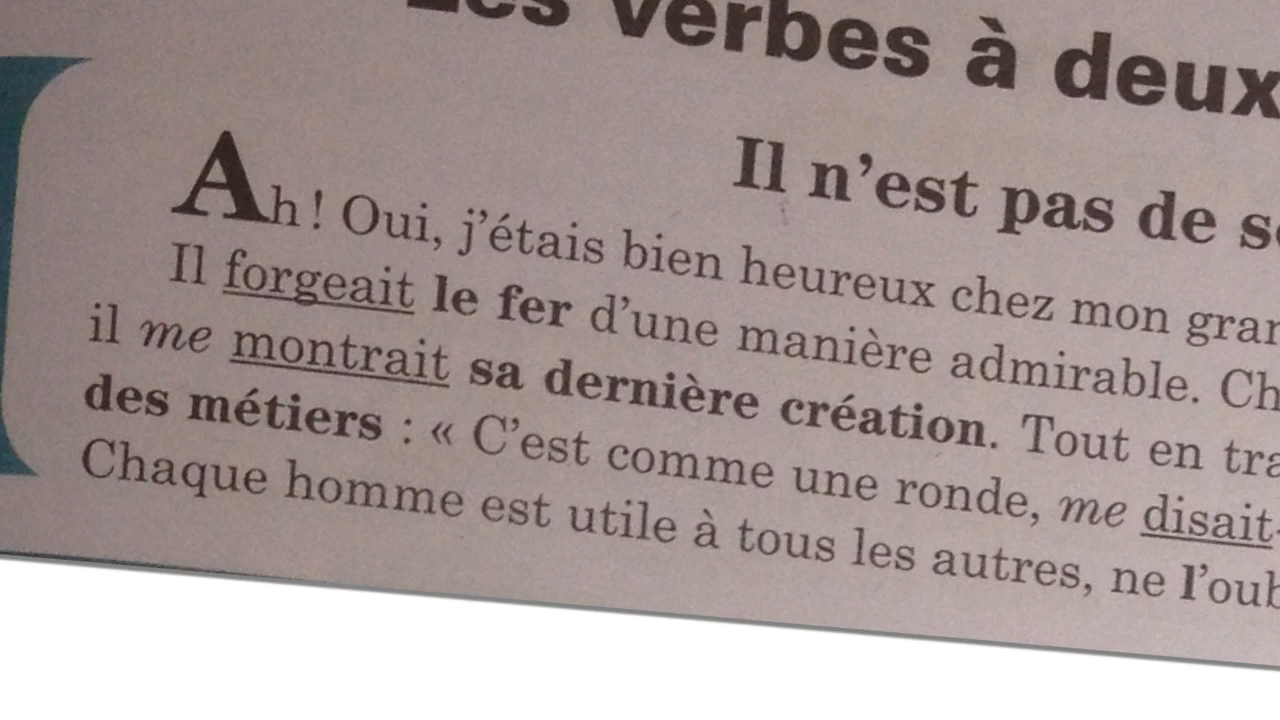 Les verbes à deux
Il n'est pas de
Ah! Oui, j'étais bien heureux chez mon
Il forgeait le fer d'une manière admirable.
il me montrait sa dernière création. Tout en
des métiers : « C'est comme une ronde, me disait
Chaque homme est utile à tous les autres, ne